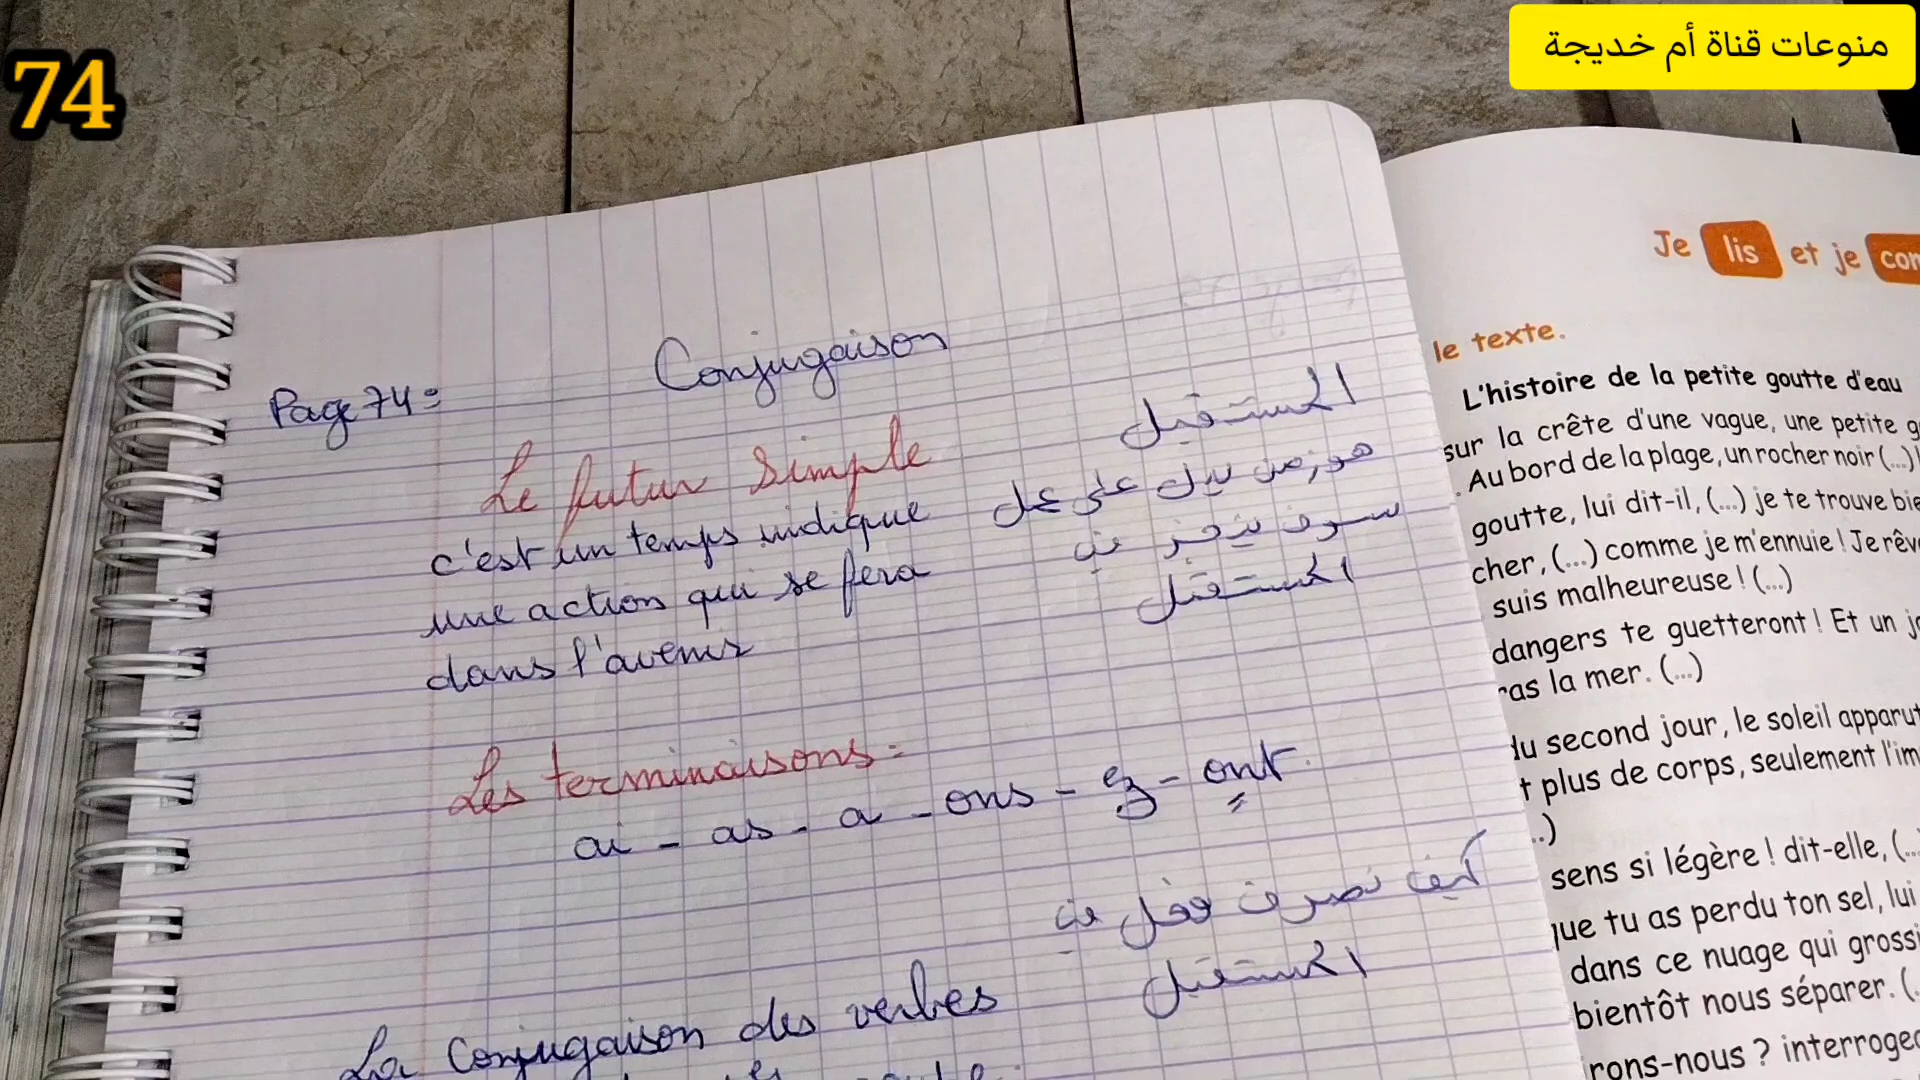 74
منوعات قناة أم خديجة
Page 74:
Conjugaison
Le futur Simple
c'est un temps indique
une action qui se fera
dans l'avenir
المستقبل
هو زمن يدل على عمل
سوف ينجز في
المستقبل
Les terminaisons:
ai - as - a - ons - ez - ont.
كيف نصرف فعل في
المستقبل
La Conjugaison des verbes
Je lis et je
le texte.
L'histoire de la petite goutte d'eau
sur la crête d'une vague, une petite
. Au bord de la plage, un rocher noir (...)
goutte, lui dit-il, (...) je te trouve
cher, (...) comme je m'ennuie ! Je
suis malheureuse ! (...)
dangers te guetteront ! Et un
ras la mer. (...)
du second jour, le soleil apparut
t plus de corps, seulement
..)
sens si légère ! dit-elle, (...
que tu as perdu ton sel, lui
dans ce nuage qui
bientôt nous séparer. (
rons-nous ?